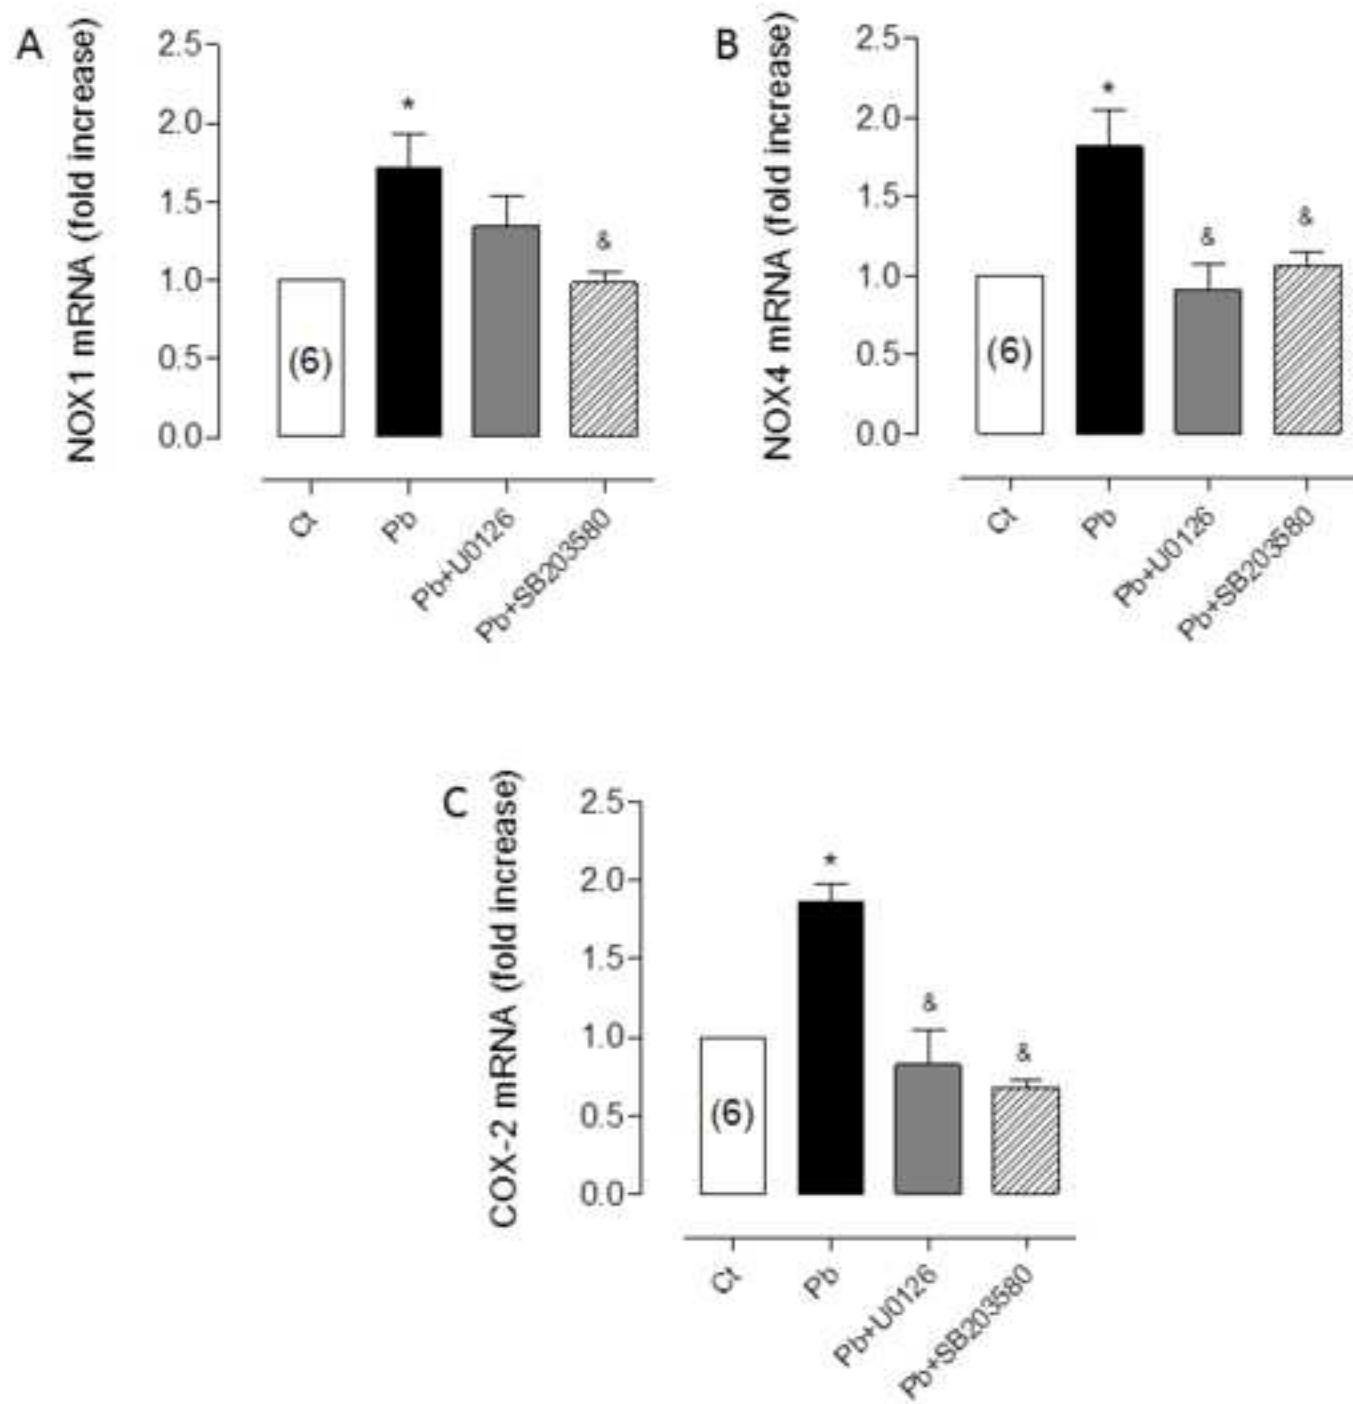 A
NOX1 mRNA (fold increase)
2.5
2.0
1.5
1.0
0.5
0.0
*
&
(6)
Ct
Pb
Pb+U0126
Pb+SB203580
B
NOX4 mRNA (fold increase)
2.5
2.0
1.5
1.0
0.5
0.0
*
&
&
(6)
Ct
Pb
Pb+U0126
Pb+SB203580
C
COX-2 mRNA (fold increase)
2.5
2.0
1.5
1.0
0.5
0.0
*
&
&
(6)
Ct
Pb
Pb+U0126
Pb+SB203580